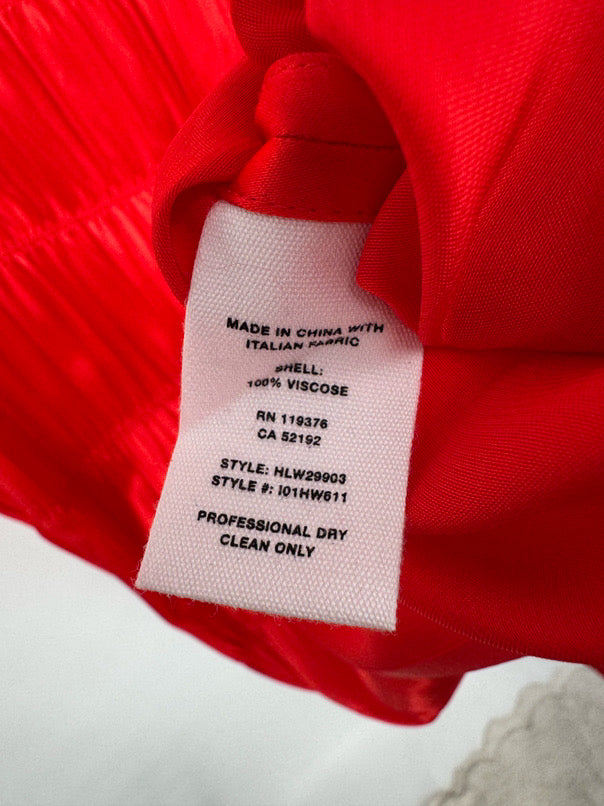 MADE IN CHINA WITH
ITALIAN FABRIC
SHELL:
100% VISCOSE
RN 119376
CA 52192
STYLE: HLW29903
STYLE #: I01HW611
PROFESSIONAL DRY
CLEAN ONLY